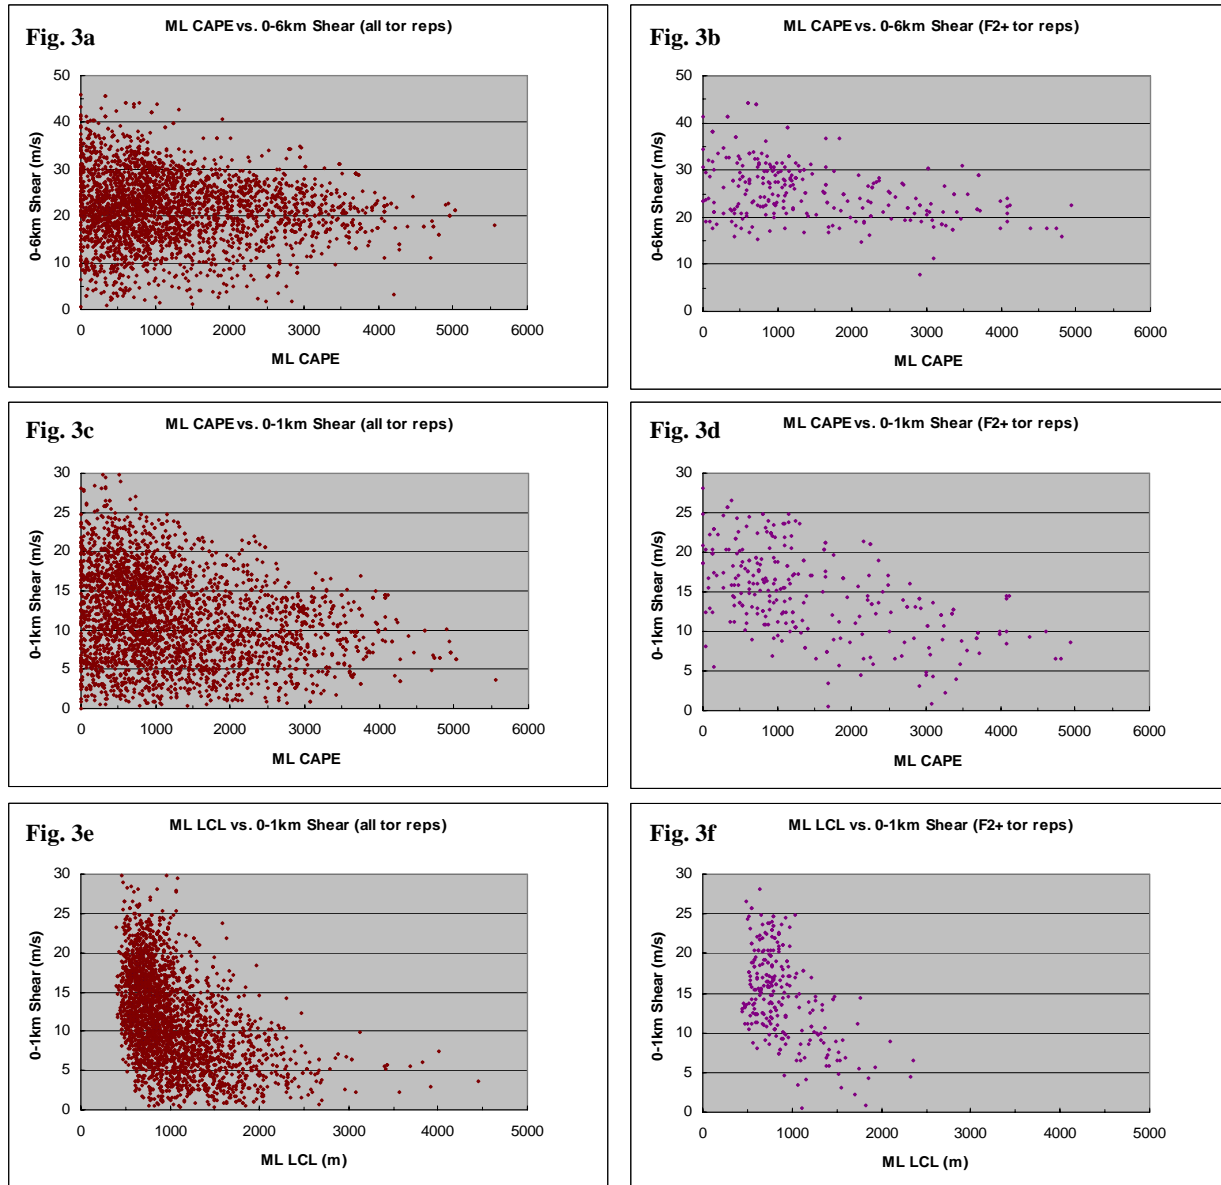 Fig. 3a
ML CAPE vs. 0-6km Shear (all tor reps)
0-6km Shear (m/s)
50
40
30
20
10
0
0 1000 2000 3000 4000 5000 6000
ML CAPE
Fig. 3b
ML CAPE vs. 0-6km Shear (F2+ tor reps)
0-6km Shear (m/s)
50
40
30
20
10
0
0 1000 2000 3000 4000 5000 6000
ML CAPE
Fig. 3c
ML CAPE vs. 0-1km Shear (all tor reps)
0-1km Shear (m/s)
30
25
20
15
10
5
0
0 1000 2000 3000 4000 5000 6000
ML CAPE
Fig. 3d
ML CAPE vs. 0-1km Shear (F2+ tor reps)
0-1km Shear (m/s)
30
25
20
15
10
5
0
0 1000 2000 3000 4000 5000 6000
ML CAPE
Fig. 3e
ML LCL vs. 0-1km Shear (all tor reps)
0-1km Shear (m/s)
30
25
20
15
10
5
0
0 1000 2000 3000 4000 5000
ML LCL (m)
Fig. 3f
ML LCL vs. 0-1km Shear (F2+ tor reps)
0-1km Shear (m/s)
30
25
20
15
10
5
0
0 1000 2000 3000 4000 5000
ML LCL (m)